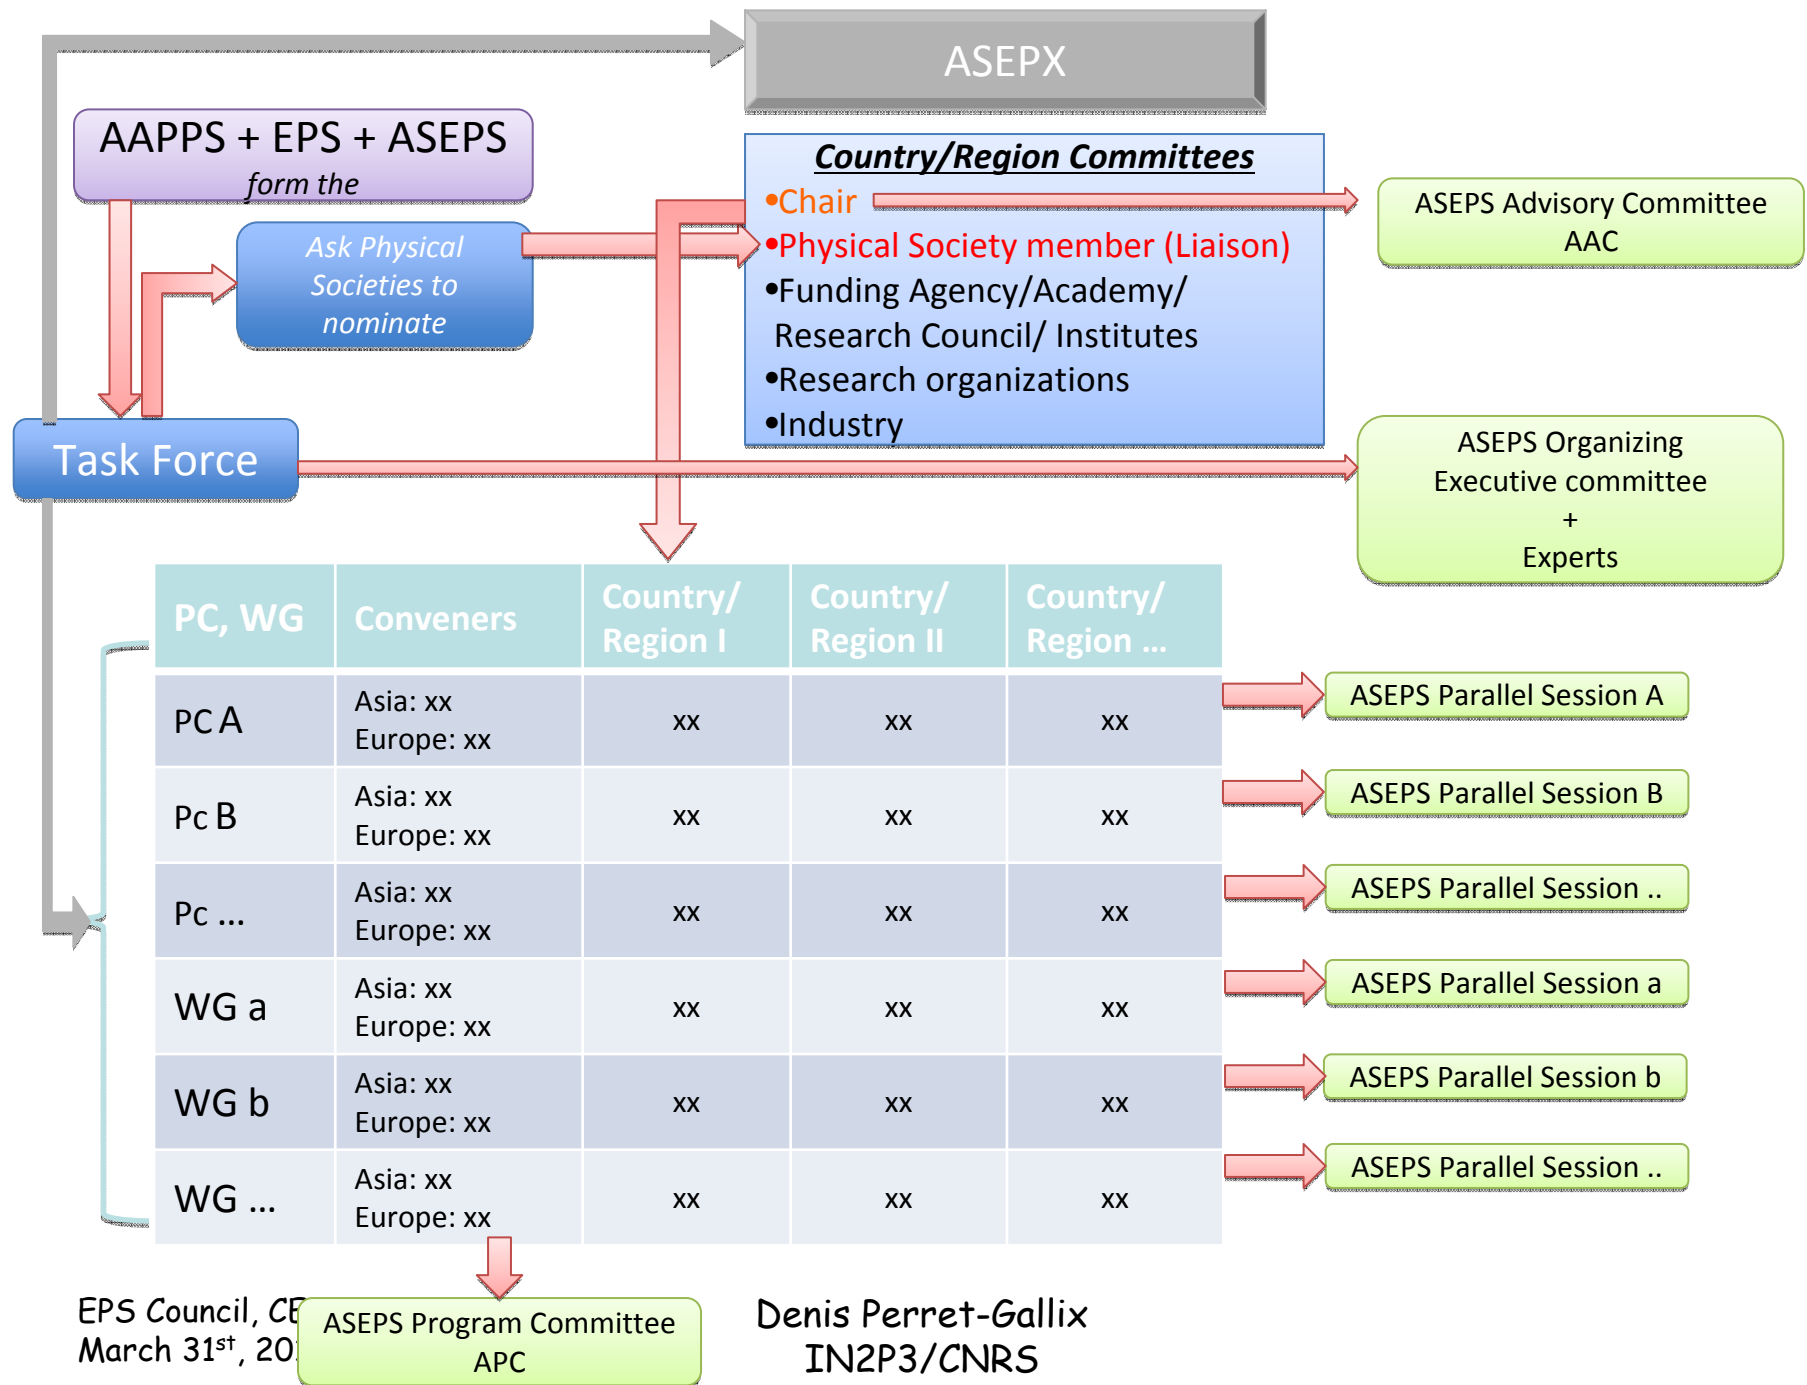 ASEPX
AAPPS + EPS + ASEPS
form the
Country/Region Committees
•Chair
•Physical Society member (Liaison)
•Funding Agency/Academy/
Research Council/ Institutes
•Research organizations
•Industry
ASEPS Advisory Committee
AAC
Ask Physical
Societies to
nominate
Task Force
ASEPS Organizing
Executive committee
+
Experts
PC, WG Conveners Country/ Country/ Country/
Region I Region II Region ...
PC A Asia: xx xx xx xx
Europe: xx
ASEPS Parallel Session A
Pc B Asia: xx xx xx xx
Europe: xx
ASEPS Parallel Session B
Pc ... Asia: xx xx xx xx
Europe: xx
ASEPS Parallel Session ..
WG a Asia: xx xx xx xx
Europe: xx
ASEPS Parallel Session a
WG b Asia: xx xx xx xx
Europe: xx
ASEPS Parallel Session b
WG ... Asia: xx xx xx xx
Europe: xx
ASEPS Parallel Session ..
EPS Council,
March 31st,
ASEPS Program Committee
APC
Denis Perret-Gallix
IN2P3/CNRS